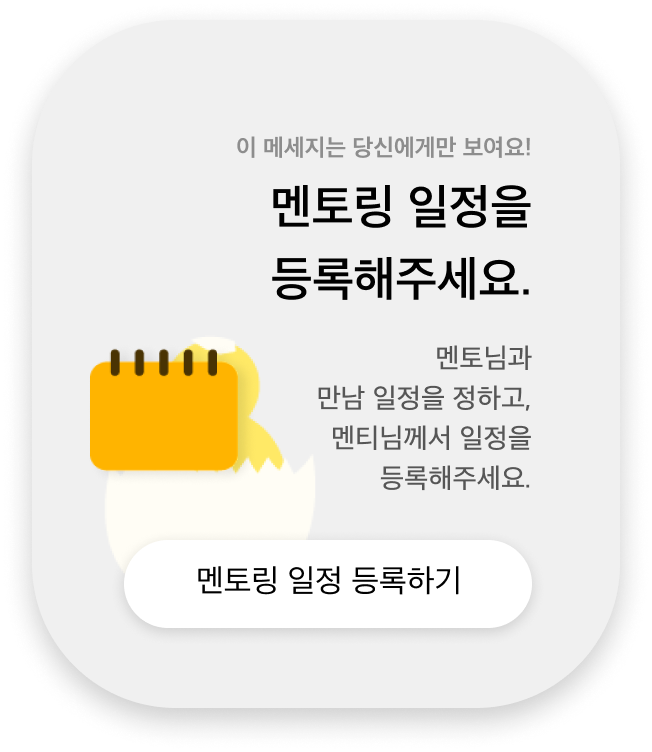 이 메세지는 당신에게만 보여요!
멘토링 일정을
등록해주세요.
멘토님과
만남 일정을 정하고,
멘티님께서 일정을
등록해주세요.
멘토링 일정 등록하기